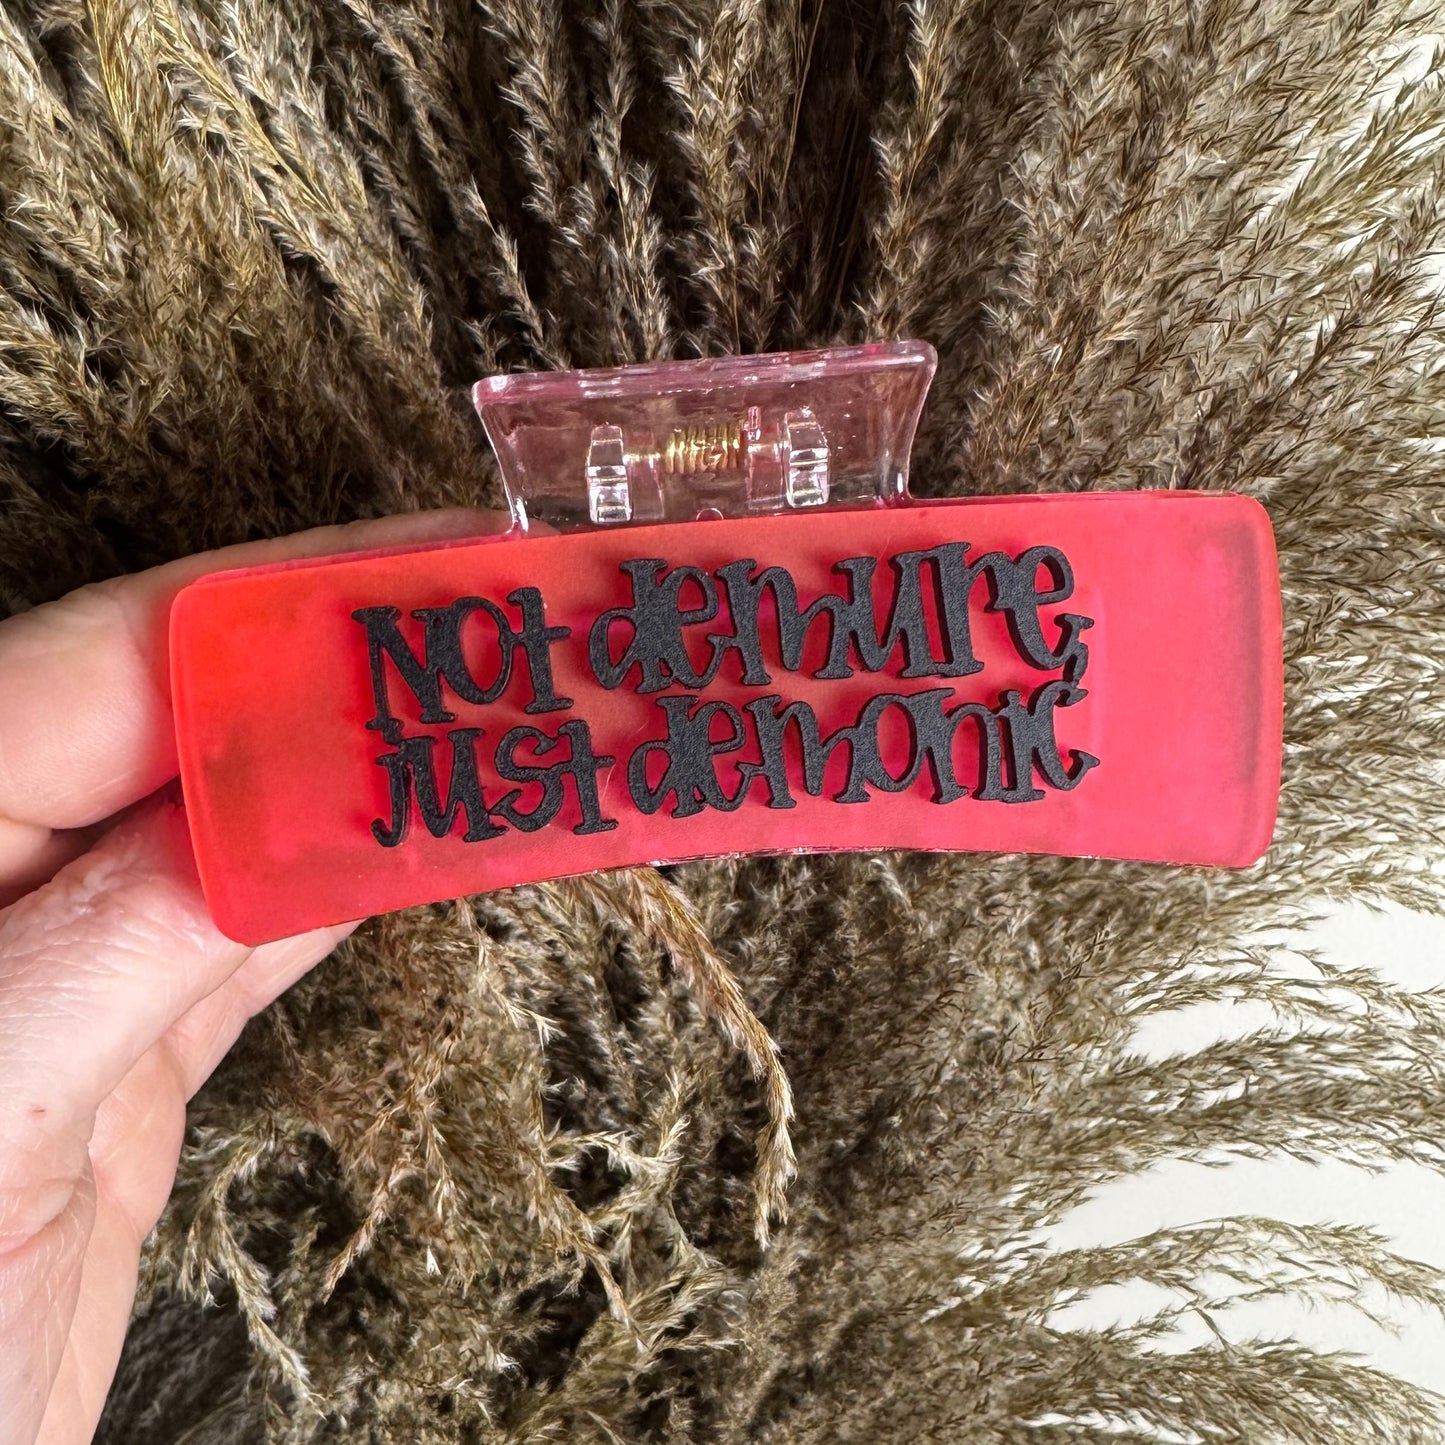 Not demure,
just demonic